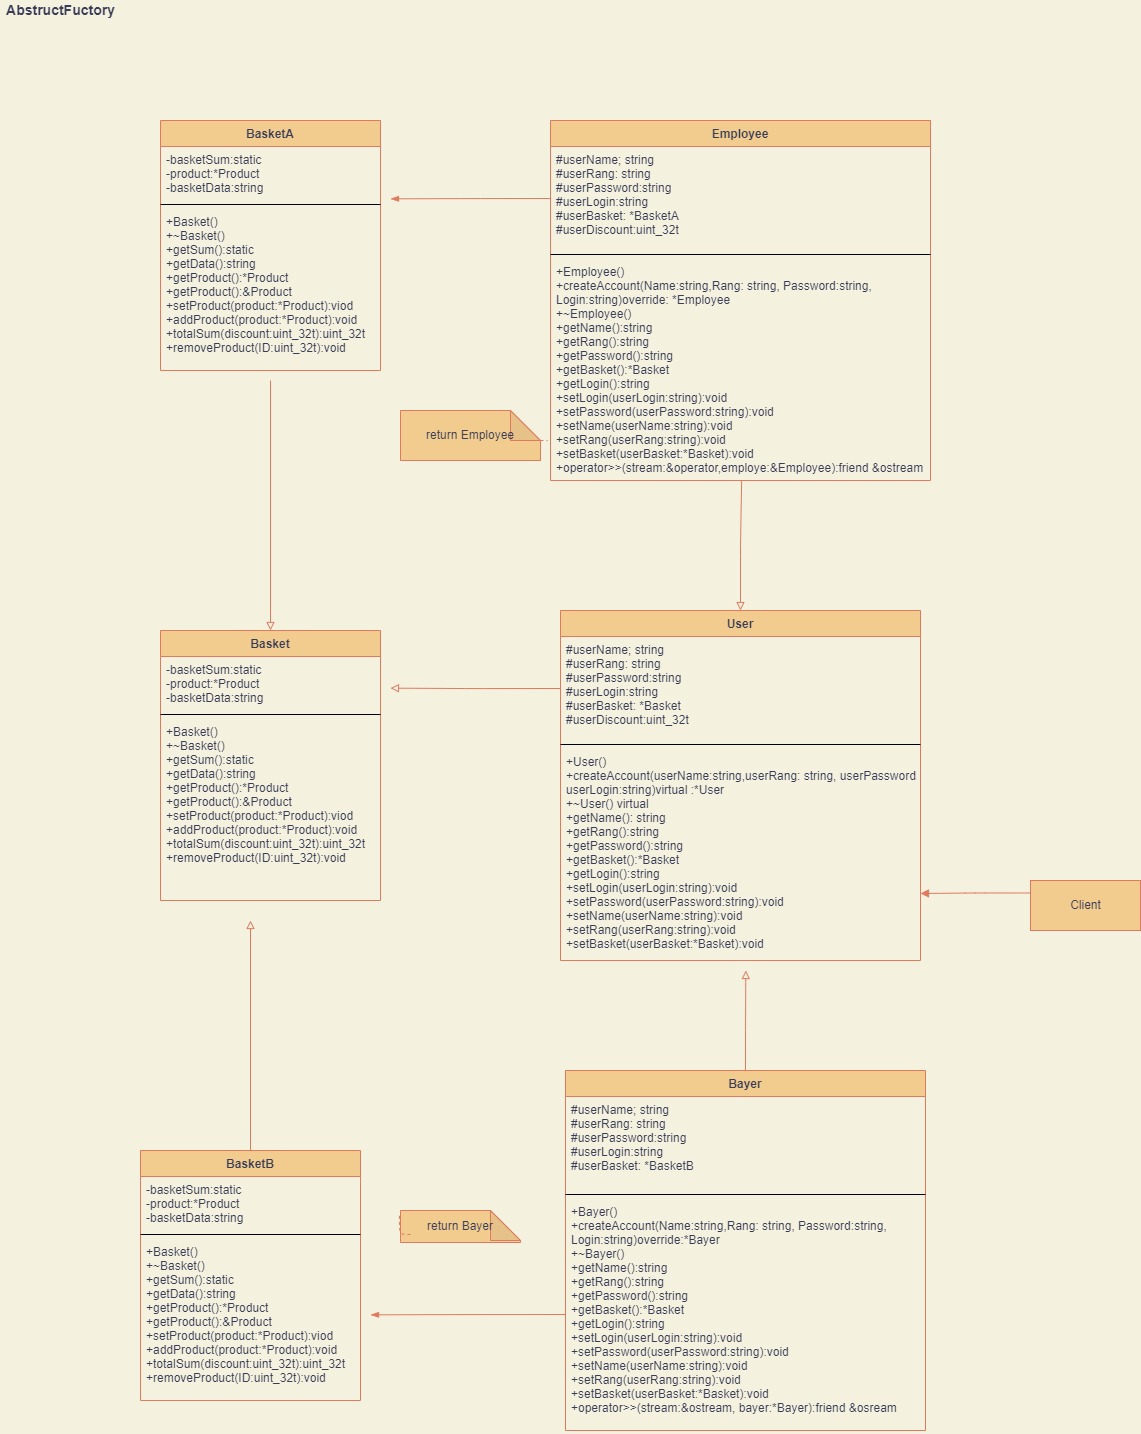 AbstructFuctory
BasketA
-basketSum:static
-product:*Product
-basketData:string
+Basket()
+~Basket()
+getSum():static
+getData():string
+getProduct():*Product
+getProduct():&Product
+setProduct(product:*Product):viod
+addProduct(product:*Product):void
+totalSum(discount:uint_32t):uint_32t
+removeProduct(ID:uint_32t):void
Employee
#userName; string
#userRang: string
#userPassword:string
#userLogin:string
#userBasket: *BasketA
#userDiscount:uint_32t
+Employee()
+createAccount(Name:string,Rang: string, Password:string,
Login:string)override: *Employee
+~Employee()
+getName():string
+getRang():string
+getPassword():string
+getBasket():*Basket
+getLogin():string
+setLogin(userLogin:string):void
+setPassword(userPassword:string):void
+setName(userName:string):void
+setRang(userRang:string):void
+setBasket(userBasket:*Basket):void
+operator>>(stream:&operator,employe:&Employee):friend &ostream
return Employee
Basket
-basketSum:static
-product:*Product
-basketData:string
+Basket()
+~Basket()
+getSum():static
+getData():string
+getProduct():*Product
+getProduct():&Product
+setProduct(product:*Product):viod
+addProduct(product:*Product):void
+totalSum(discount:uint_32t):uint_32t
+removeProduct(ID:uint_32t):void
User
#userName; string
#userRang: string
#userPassword:string
#userLogin:string
#userBasket: *Basket
#userDiscount:uint_32t
+User()
+createAccount(userName:string,userRang: string, userPassword
userLogin:string)virtual :*User
+~User() virtual
+getName(): string
+getRang():string
+getPassword():string
+getBasket():*Basket
+getLogin():string
+setLogin(userLogin:string):void
+setPassword(userPassword:string):void
+setName(userName:string):void
+setRang(userRang:string):void
+setBasket(userBasket:*Basket):void
Client
BasketB
-basketSum:static
-product:*Product
-basketData:string
+Basket()
+~Basket()
+getSum():static
+getData():string
+getProduct():*Product
+getProduct():&Product
+setProduct(product:*Product):viod
+addProduct(product:*Product):void
+totalSum(discount:uint_32t):uint_32t
+removeProduct(ID:uint_32t):void
return Bayer
Bayer
#userName; string
#userRang: string
#userPassword:string
#userLogin:string
#userBasket: *BasketB
+Bayer()
+createAccount(Name:string,Rang: string, Password:string,
Login:string)override:*Bayer
+~Bayer()
+getName():string
+getRang():string
+getPassword():string
+getBasket():*Basket
+getLogin():string
+setLogin(userLogin:string):void
+setPassword(userPassword:string):void
+setName(userName:string):void
+setRang(userRang:string):void
+setBasket(userBasket:*Basket):void
+operator>>(stream:&ostream, bayer:*Bayer):friend &osream